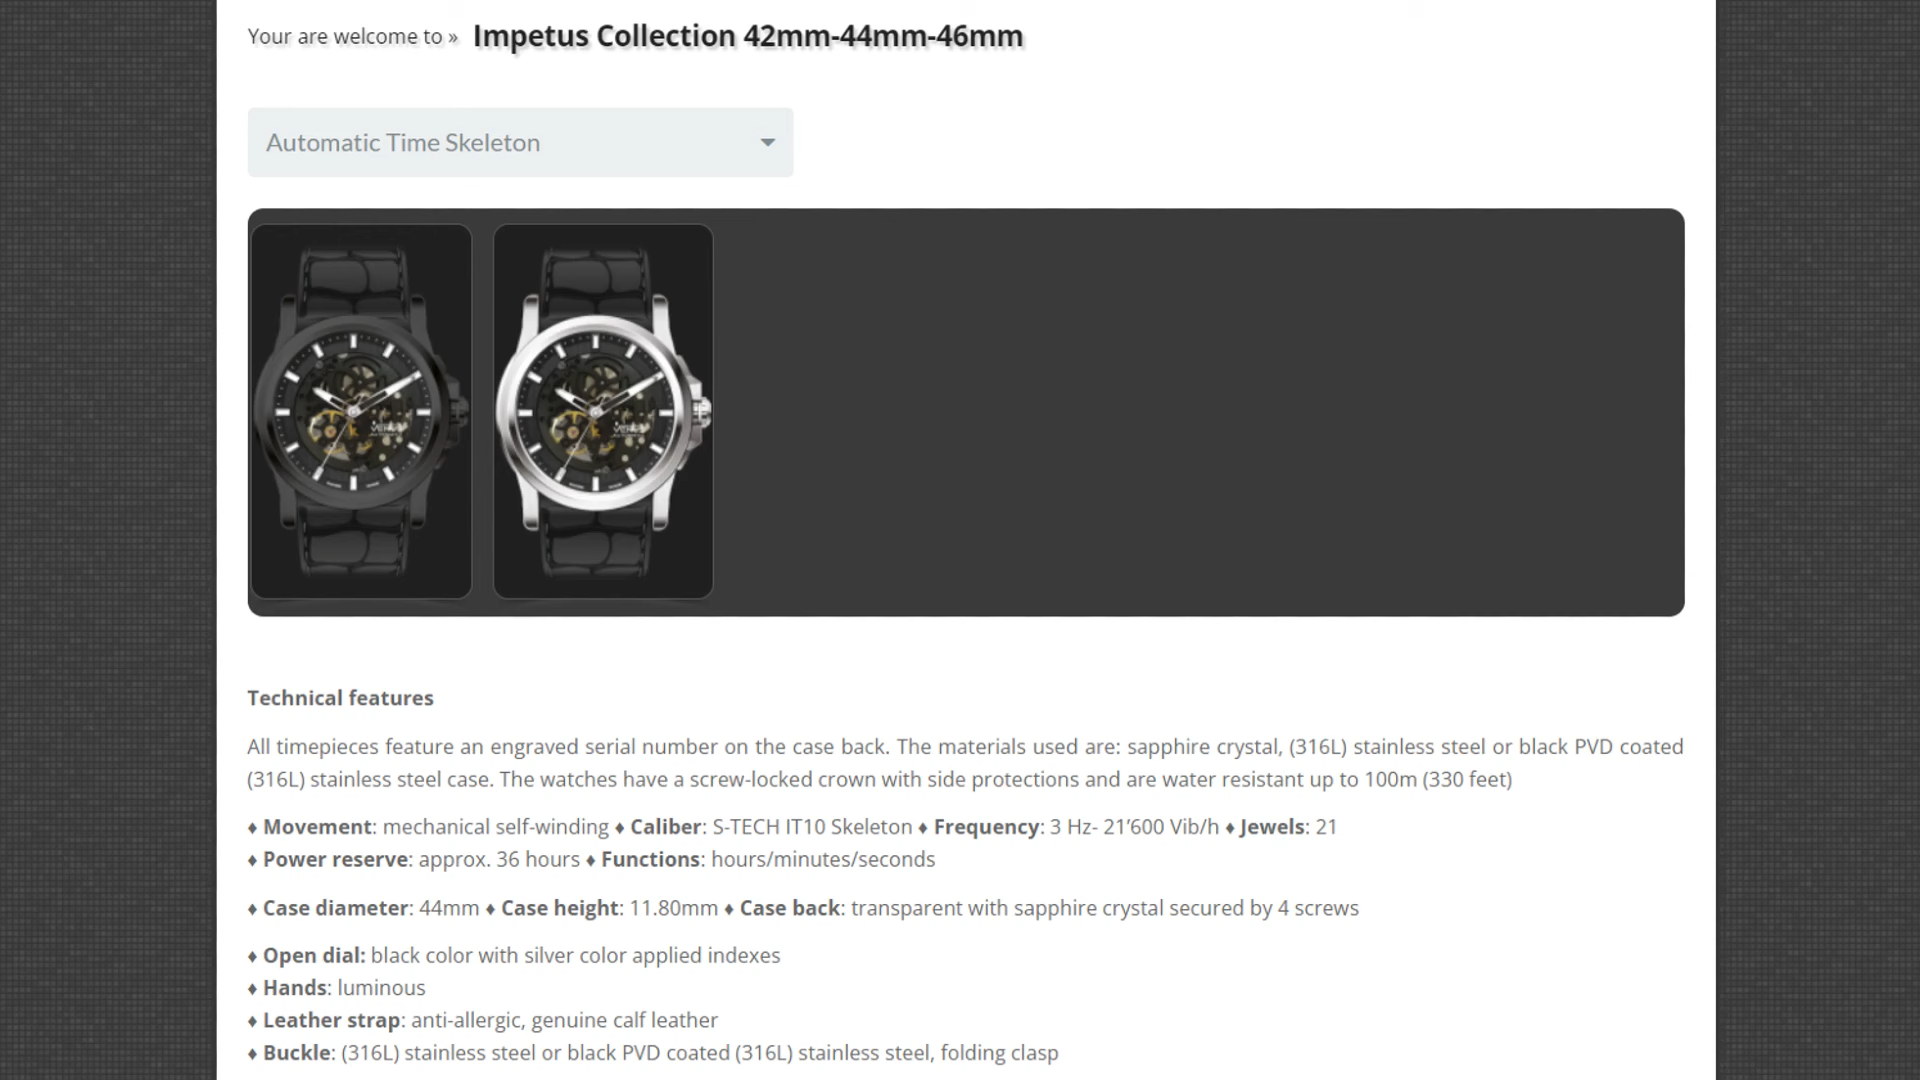 Your are welcome to » Impetus Collection 42mm-44mm-46mm
Automatic Time Skeleton
Technical features
All timepieces feature an engraved serial number on the case back. The materials used are: sapphire crystal, (316L) stainless steel or black PVD coated
(316L) stainless steel case. The watches have a screw-locked crown with side protections and are water resistant up to 100m (330 feet)
♦ Movement: mechanical self-winding ♦ Caliber: S-TECH IT10 Skeleton ♦ Frequency: 3 Hz- 21’600 Vib/h ♦ Jewels: 21
♦ Power reserve: approx. 36 hours ♦ Functions: hours/minutes/seconds
♦ Case diameter: 44mm ♦ Case height: 11.80mm ♦ Case back: transparent with sapphire crystal secured by 4 screws
♦ Open dial: black color with silver color applied indexes
♦ Hands: luminous
♦ Leather strap: anti-allergic, genuine calf leather
♦ Buckle: (316L) stainless steel or black PVD coated (316L) stainless steel, folding clasp